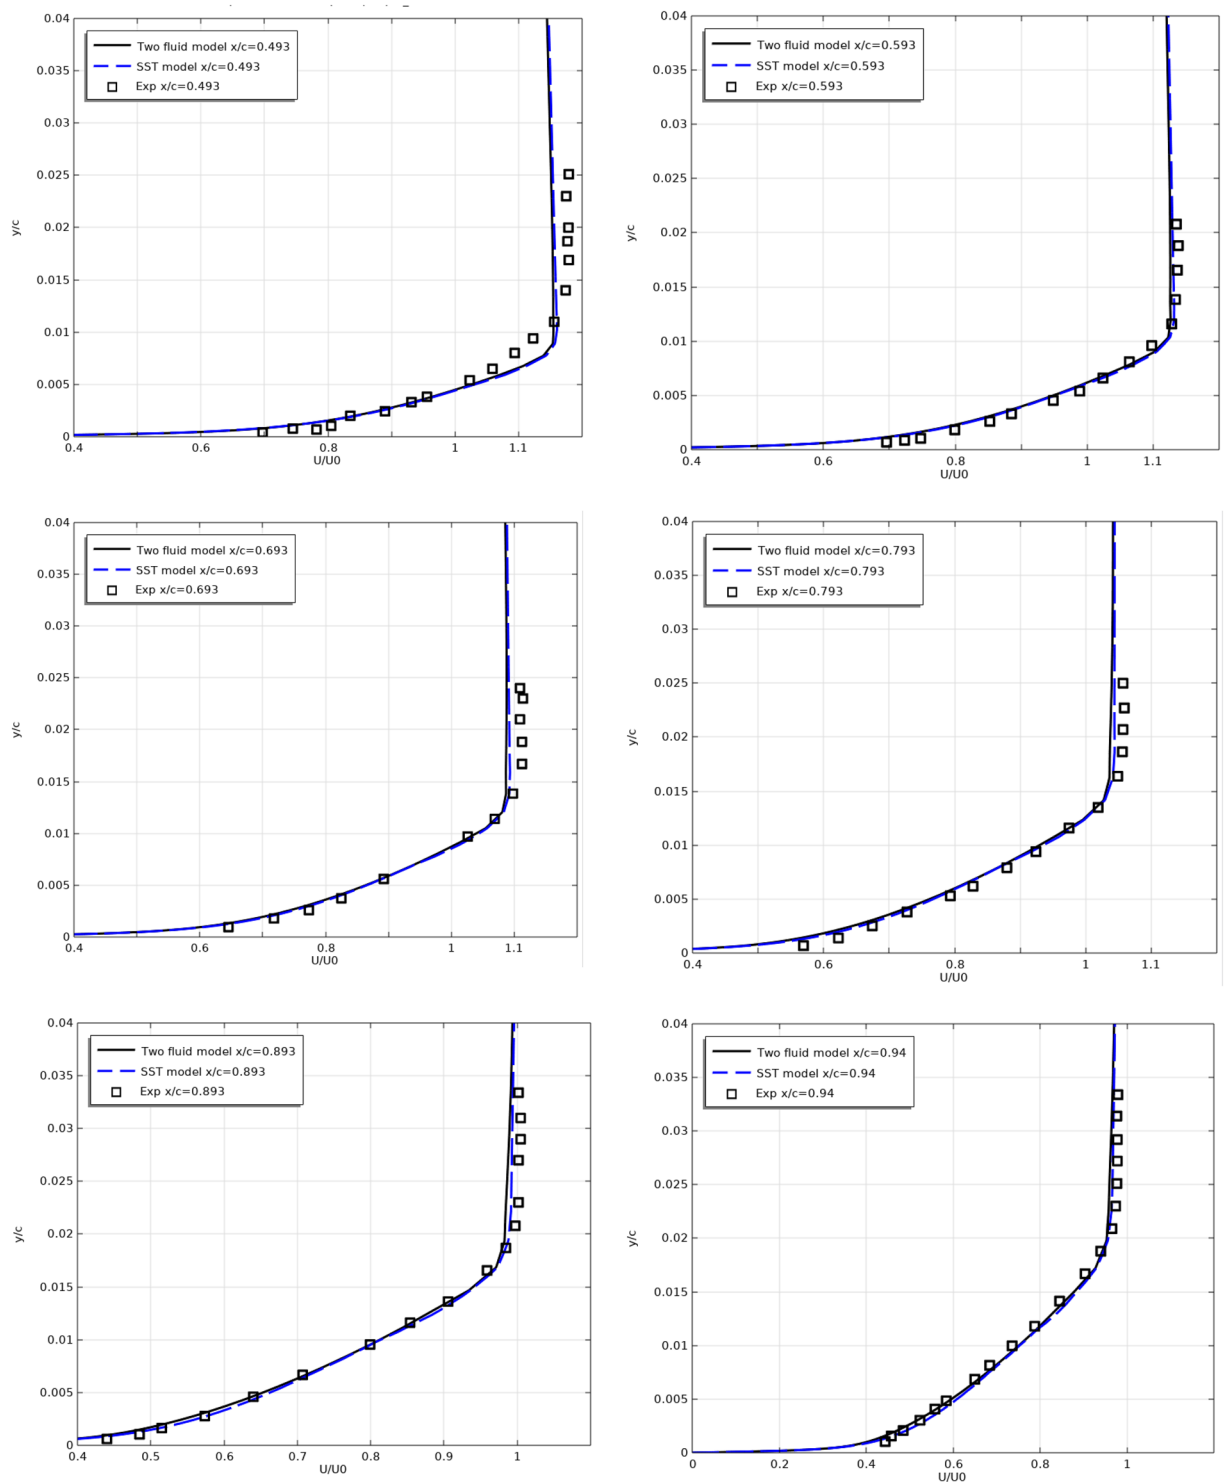 0.04
0.035
0.03
0.025
0.02
0.015
0.01
0.005
0
y/c
Two fluid model x/c=0.493
SST model x/c=0.493
Exp x/c=0.493
0.4 0.6 0.8 1 1.1
U/U0
0.04
0.035
0.03
0.025
0.02
0.015
0.01
0.005
0
y/c
Two fluid model x/c=0.593
SST model x/c=0.593
Exp x/c=0.593
0.4 0.6 0.8 1 1.1
U/U0
0.04
0.035
0.03
0.025
0.02
0.015
0.01
0.005
0
y/c
Two fluid model x/c=0.693
SST model x/c=0.693
Exp x/c=0.693
0.4 0.6 0.8 1 1.1
U/U0
0.04
0.035
0.03
0.025
0.02
0.015
0.01
0.005
0
y/c
Two fluid model x/c=0.793
SST model x/c=0.793
Exp x/c=0.793
0.4 0.6 0.8 1 1.1
U/U0
0.04
0.035
0.03
0.025
0.02
0.015
0.01
0.005
0
y/c
Two fluid model x/c=0.893
SST model x/c=0.893
Exp x/c=0.893
0.4 0.5 0.6 0.7 0.8 0.9 1
U/U0
0.04
0.035
0.03
0.025
0.02
0.015
0.01
0.005
0
y/c
Two fluid model x/c=0.94
SST model x/c=0.94
Exp x/c=0.94
0 0.2 0.4 0.6 0.8 1
U/U0